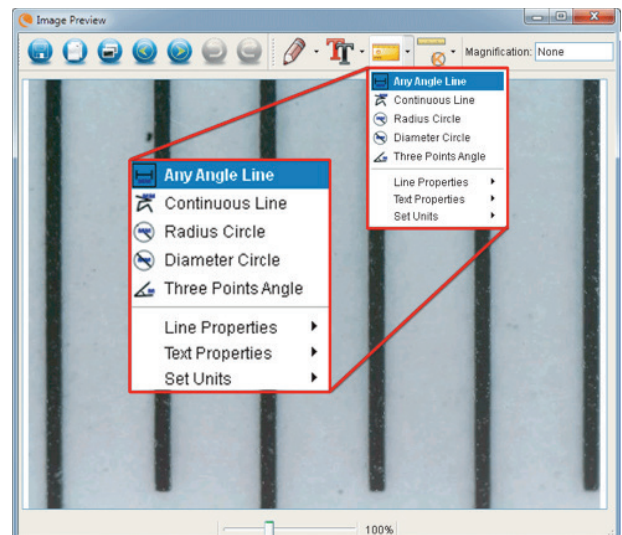 Image Preview
TT
Magnification: None
Any Angle Line
Continuous Line
Radius Circle
Diameter Circle
Three Points Angle
Line Properties
Text Properties
Set Units
Any Angle Line
Continuous Line
Radius Circle
Diameter Circle
Three Points Angle
Line Properties
Text Properties
Set Units
100%